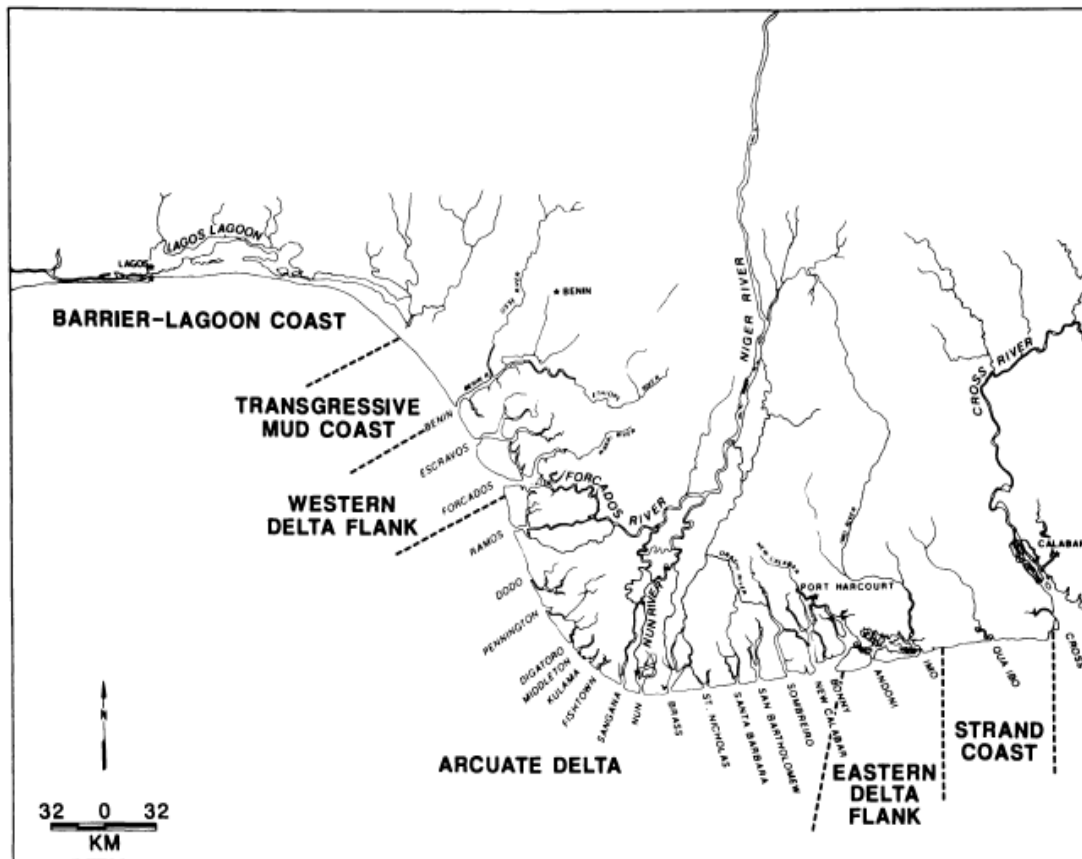 LAGOS LAGOON
LAGOS
BARRIER-LAGOON COAST
BENIN
NIGER RIVER
CROSS RIVER
TRANSGRESSIVE
MUD COAST
BENIN
ESCRAVOS
FORCADOS
FORCADOS RIVER
WESTERN
DELTA FLANK
RAMOS
DODO
PENNINGTON
DIGATORO
MIDDLETON
KULAMA
FISHTOWN
SANGANA
NUN
NUN RIVER
BRASS
ST. NICHOLAS
SANTA BARBARA
SAN BARTHOLOMEW
SOMBREIRO
NEW CALABAR
BONNY
ANDONI
IMO
QUA IBO
CROSS
PORT HARCOURT
CALABAR
N
ARCUATE DELTA
EASTERN
DELTA
FLANK
STRAND
COAST
32 0 32
KM